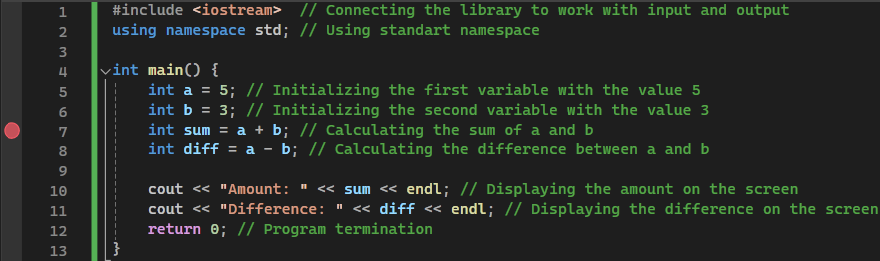 1 #include <iostream>  // Connecting the library to work with input and output
2 using namespace std; // Using standart namespace
3
4 int main() {
5     int a = 5; // Initializing the first variable with the value 5
6     int b = 3; // Initializing the second variable with the value 3
7     int sum = a + b; // Calculating the sum of a and b
8     int diff = a - b; // Calculating the difference between a and b
9
10     cout << "Amount: " << sum << endl; // Displaying the amount on the screen
11     cout << "Difference: " << diff << endl; // Displaying the difference on the screen
12     return 0; // Program termination
13 }